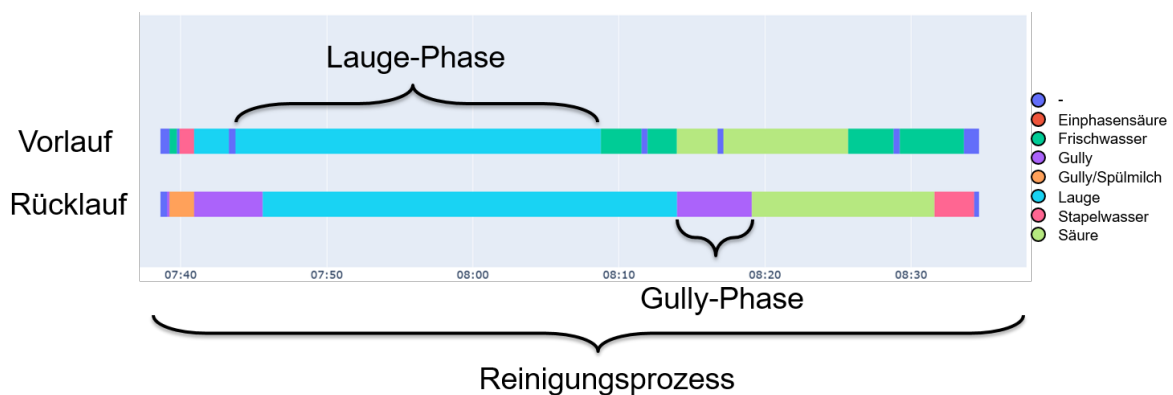 Lauge-Phase
Vorlauf
Rücklauf
-
Einphasensäure
Frischwasser
Gully
Gully/Spülmilch
Lauge
Stapelwasser
Säure
07:40 07:50 08:00 08:10 08:20 08:30
Gully-Phase
Reinigungsprozess